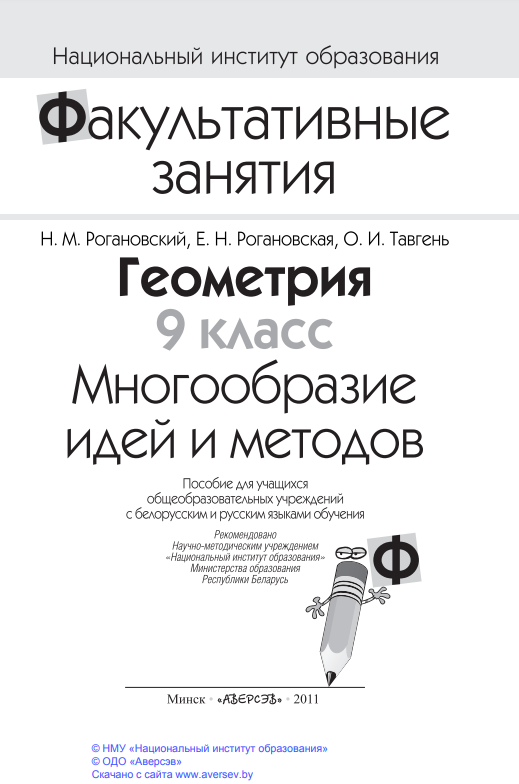 Национальный институт образования
Факультативные
занятия
Н. М. Рогановский, Е. Н. Рогановская, О. И. Тавгень
Геометрия
9 класс
Многообразие
идей и методов
Пособие для учащихся
общеобразовательных учреждений
с белорусским и русским языками обучения
Рекомендовано
Научно-методическим учреждением
«Национальный институт образования»
Министерства образования
Республики Беларусь
Ф
Минск • «АВЕРСЭВ» • 2011
© НМУ «Национальный институт образования»
© ОДО «Аверсэв»
Скачано с сайта www.aversev.by